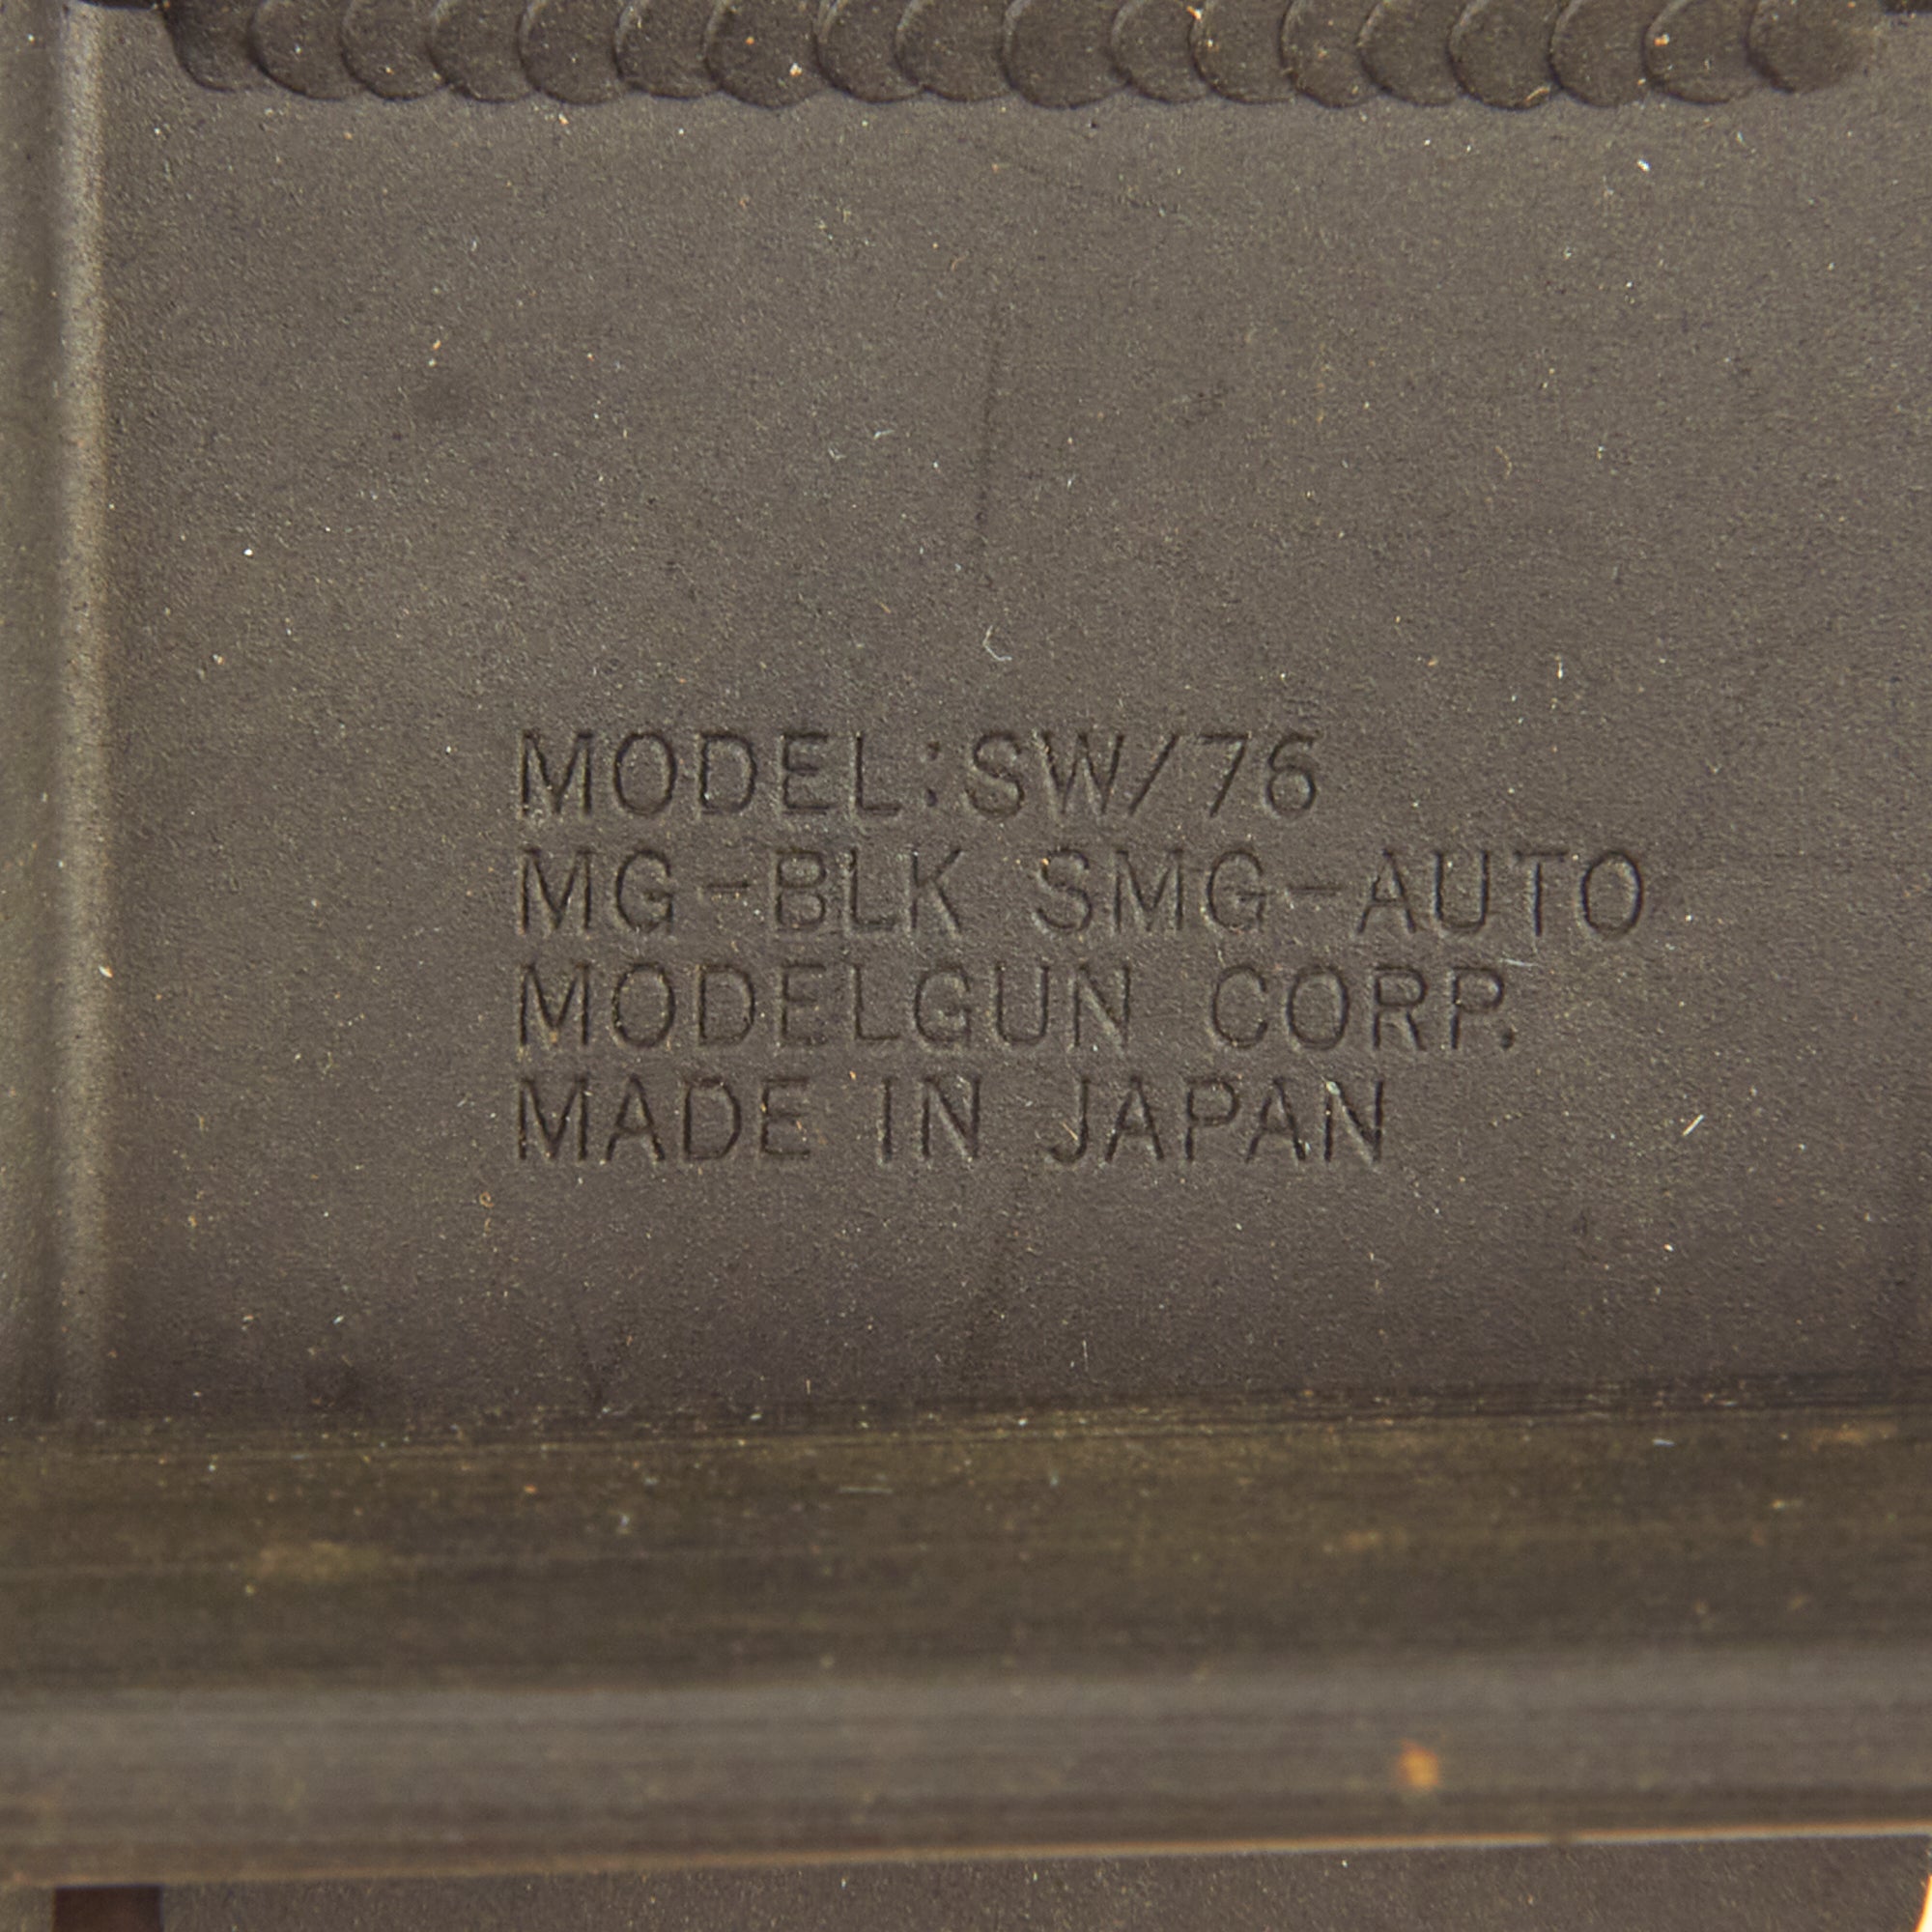 MODEL:SW/76
MG-BLK SMG-AUTO
MODELGUN CORP.
MADE IN JAPAN